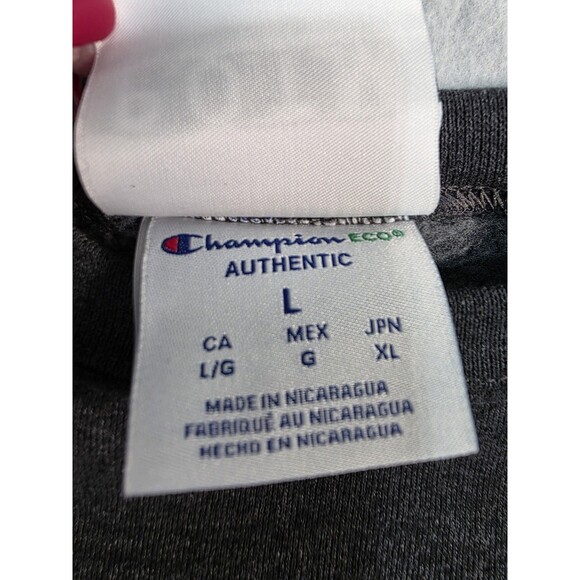 Champion ECO®
AUTHENTIC
L
CA MEX JPN
L/G G XL
MADE IN NICARAGUA
FABRIQUÉ AU NICARAGUA
HECHO EN NICARAGUA